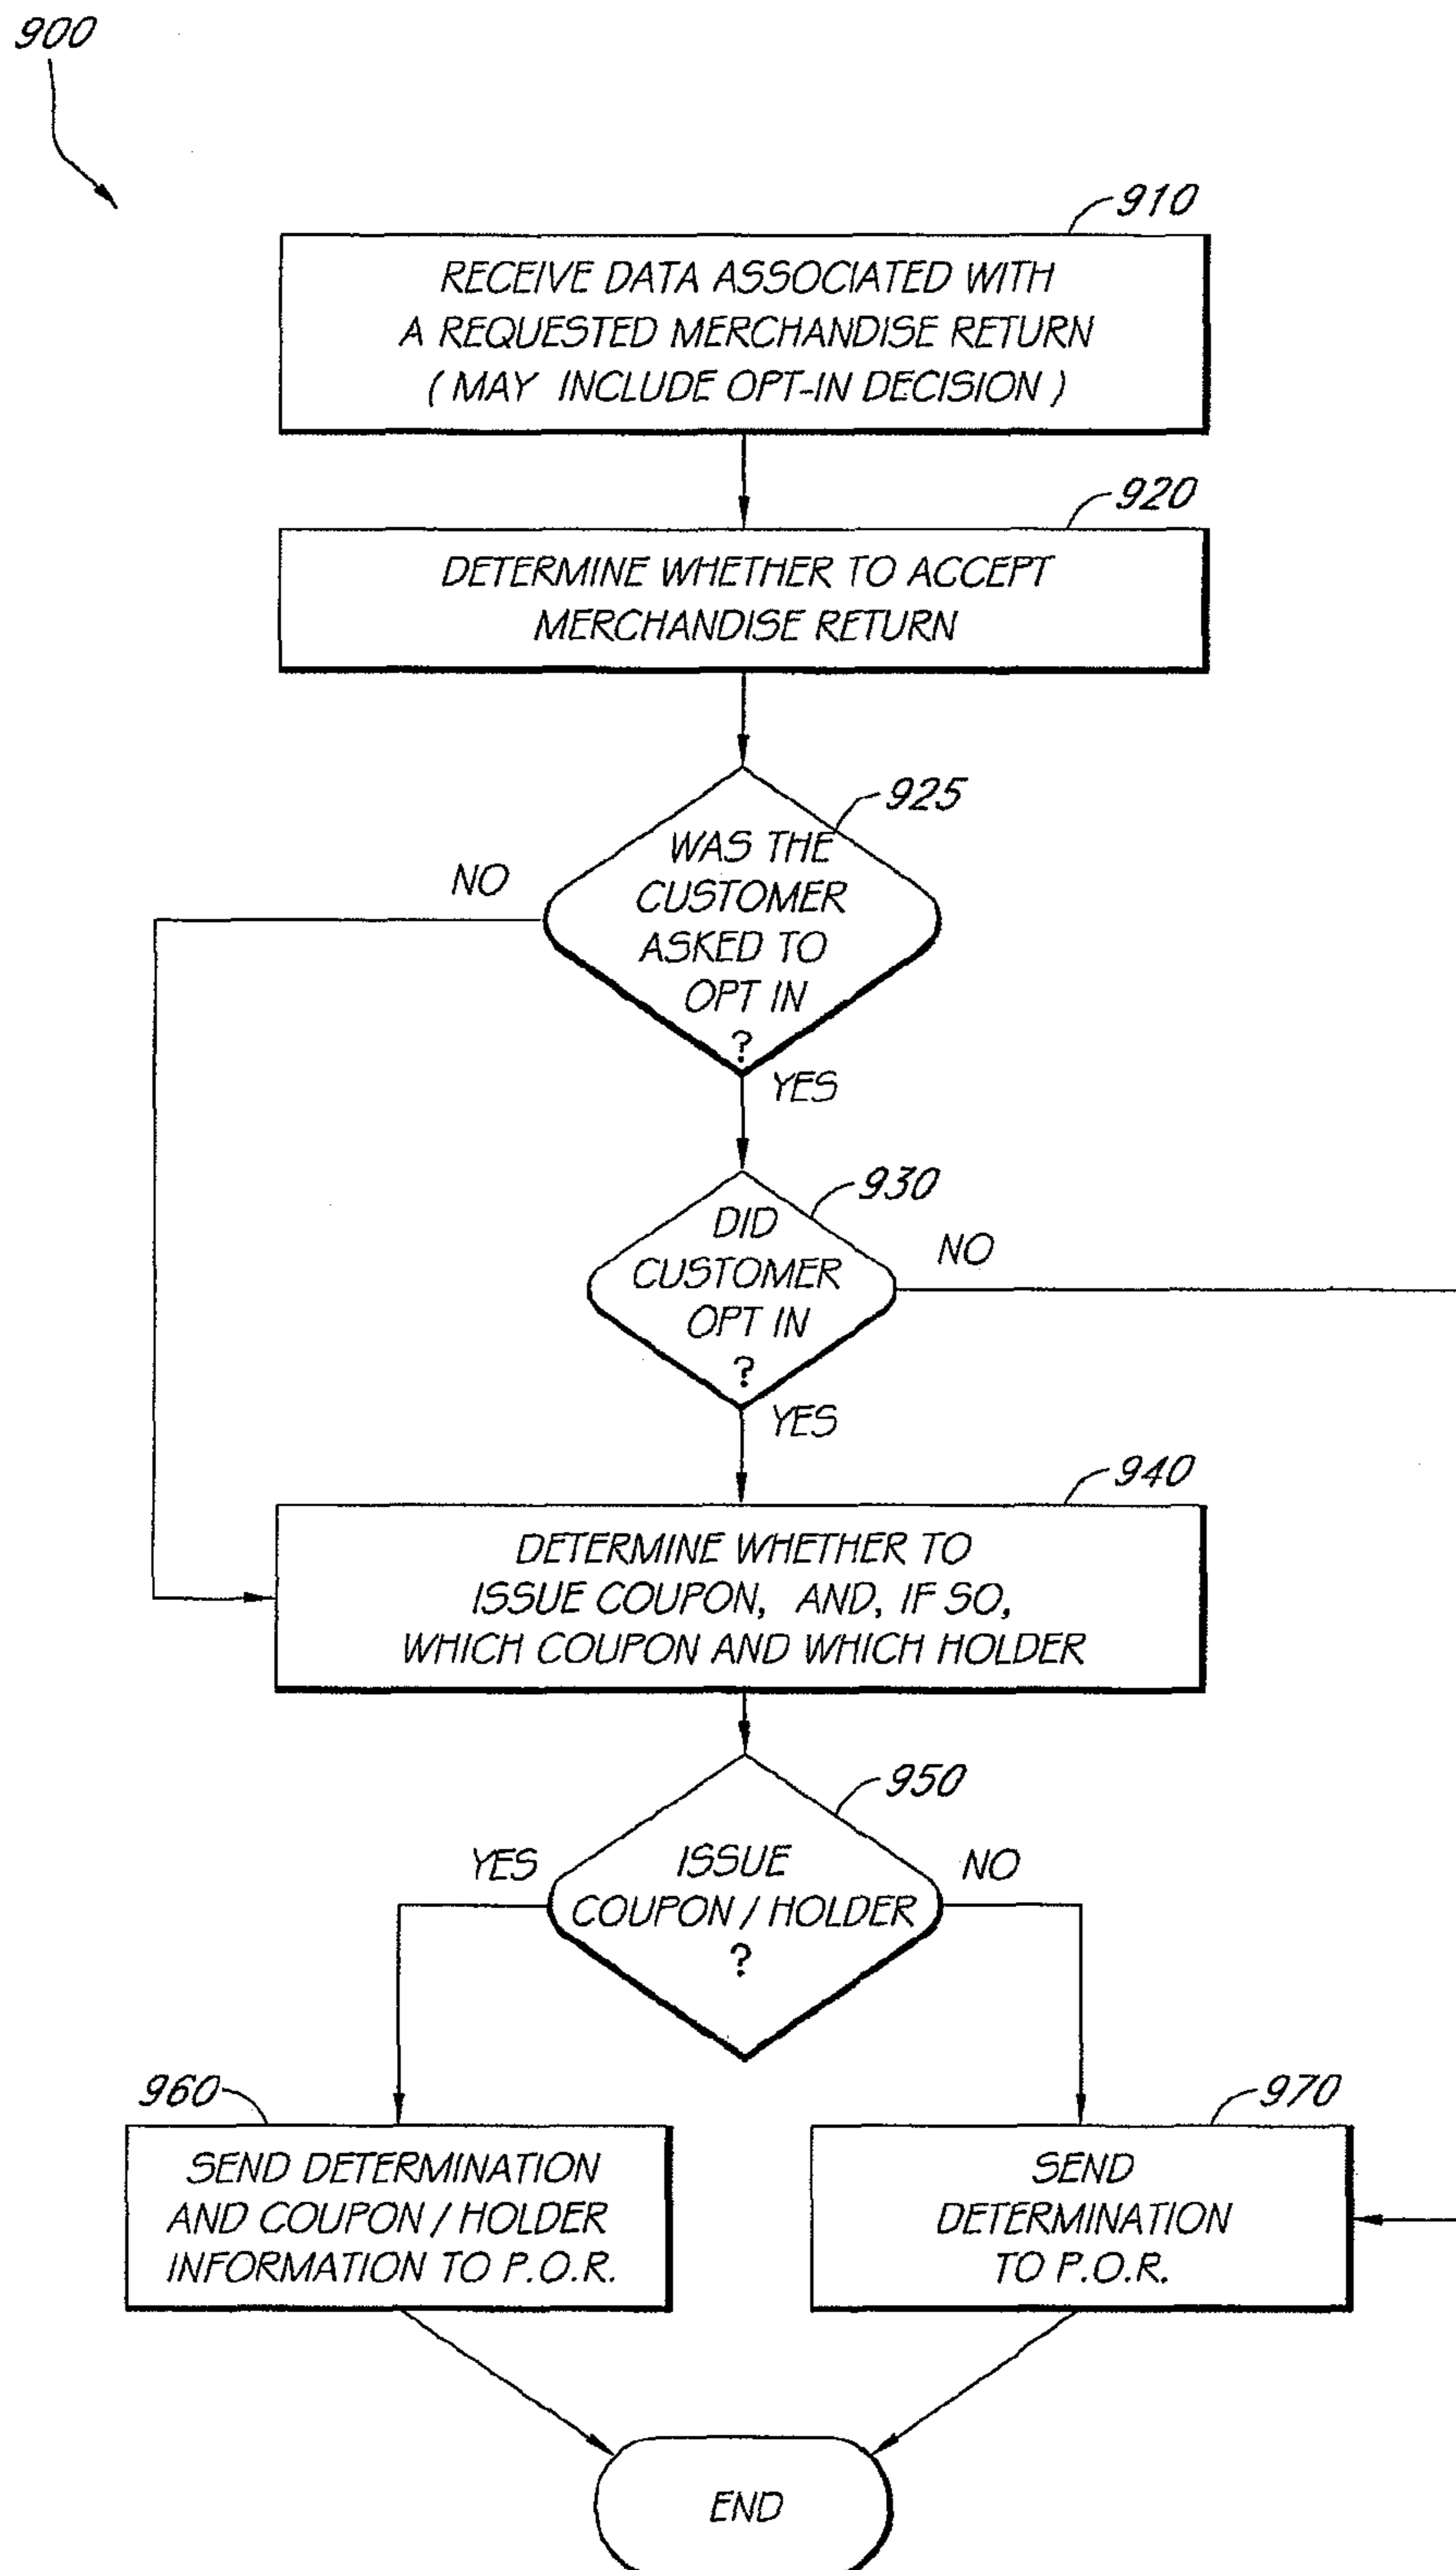 900
910
RECEIVE DATA ASSOCIATED WITH
A REQUESTED MERCHANDISE RETURN
( MAY INCLUDE OPT-IN DECISION )
920
DETERMINE WHETHER TO ACCEPT
MERCHANDISE RETURN
925
WAS THE
CUSTOMER
ASKED TO
OPT IN
?
NO
YES
930
DID
CUSTOMER
OPT IN
?
NO
YES
940
DETERMINE WHETHER TO
ISSUE COUPON, AND, IF SO,
WHICH COUPON AND WHICH HOLDER
950
ISSUE
COUPON / HOLDER
?
YES
NO
960
SEND DETERMINATION
AND COUPON / HOLDER
INFORMATION TO P.O.R.
970
SEND
DETERMINATION
TO P.O.R.
END